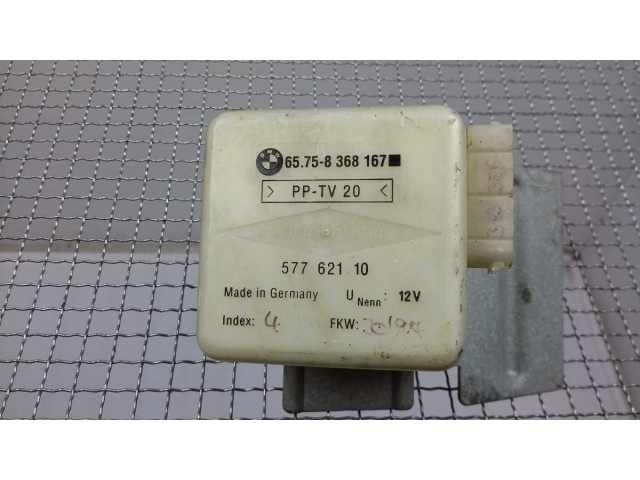 BMW
65.75-8 368 167
> PP-TV 20 <
577 621 10
Made in Germany U Nenn: 12V
Index: 4 FKW: